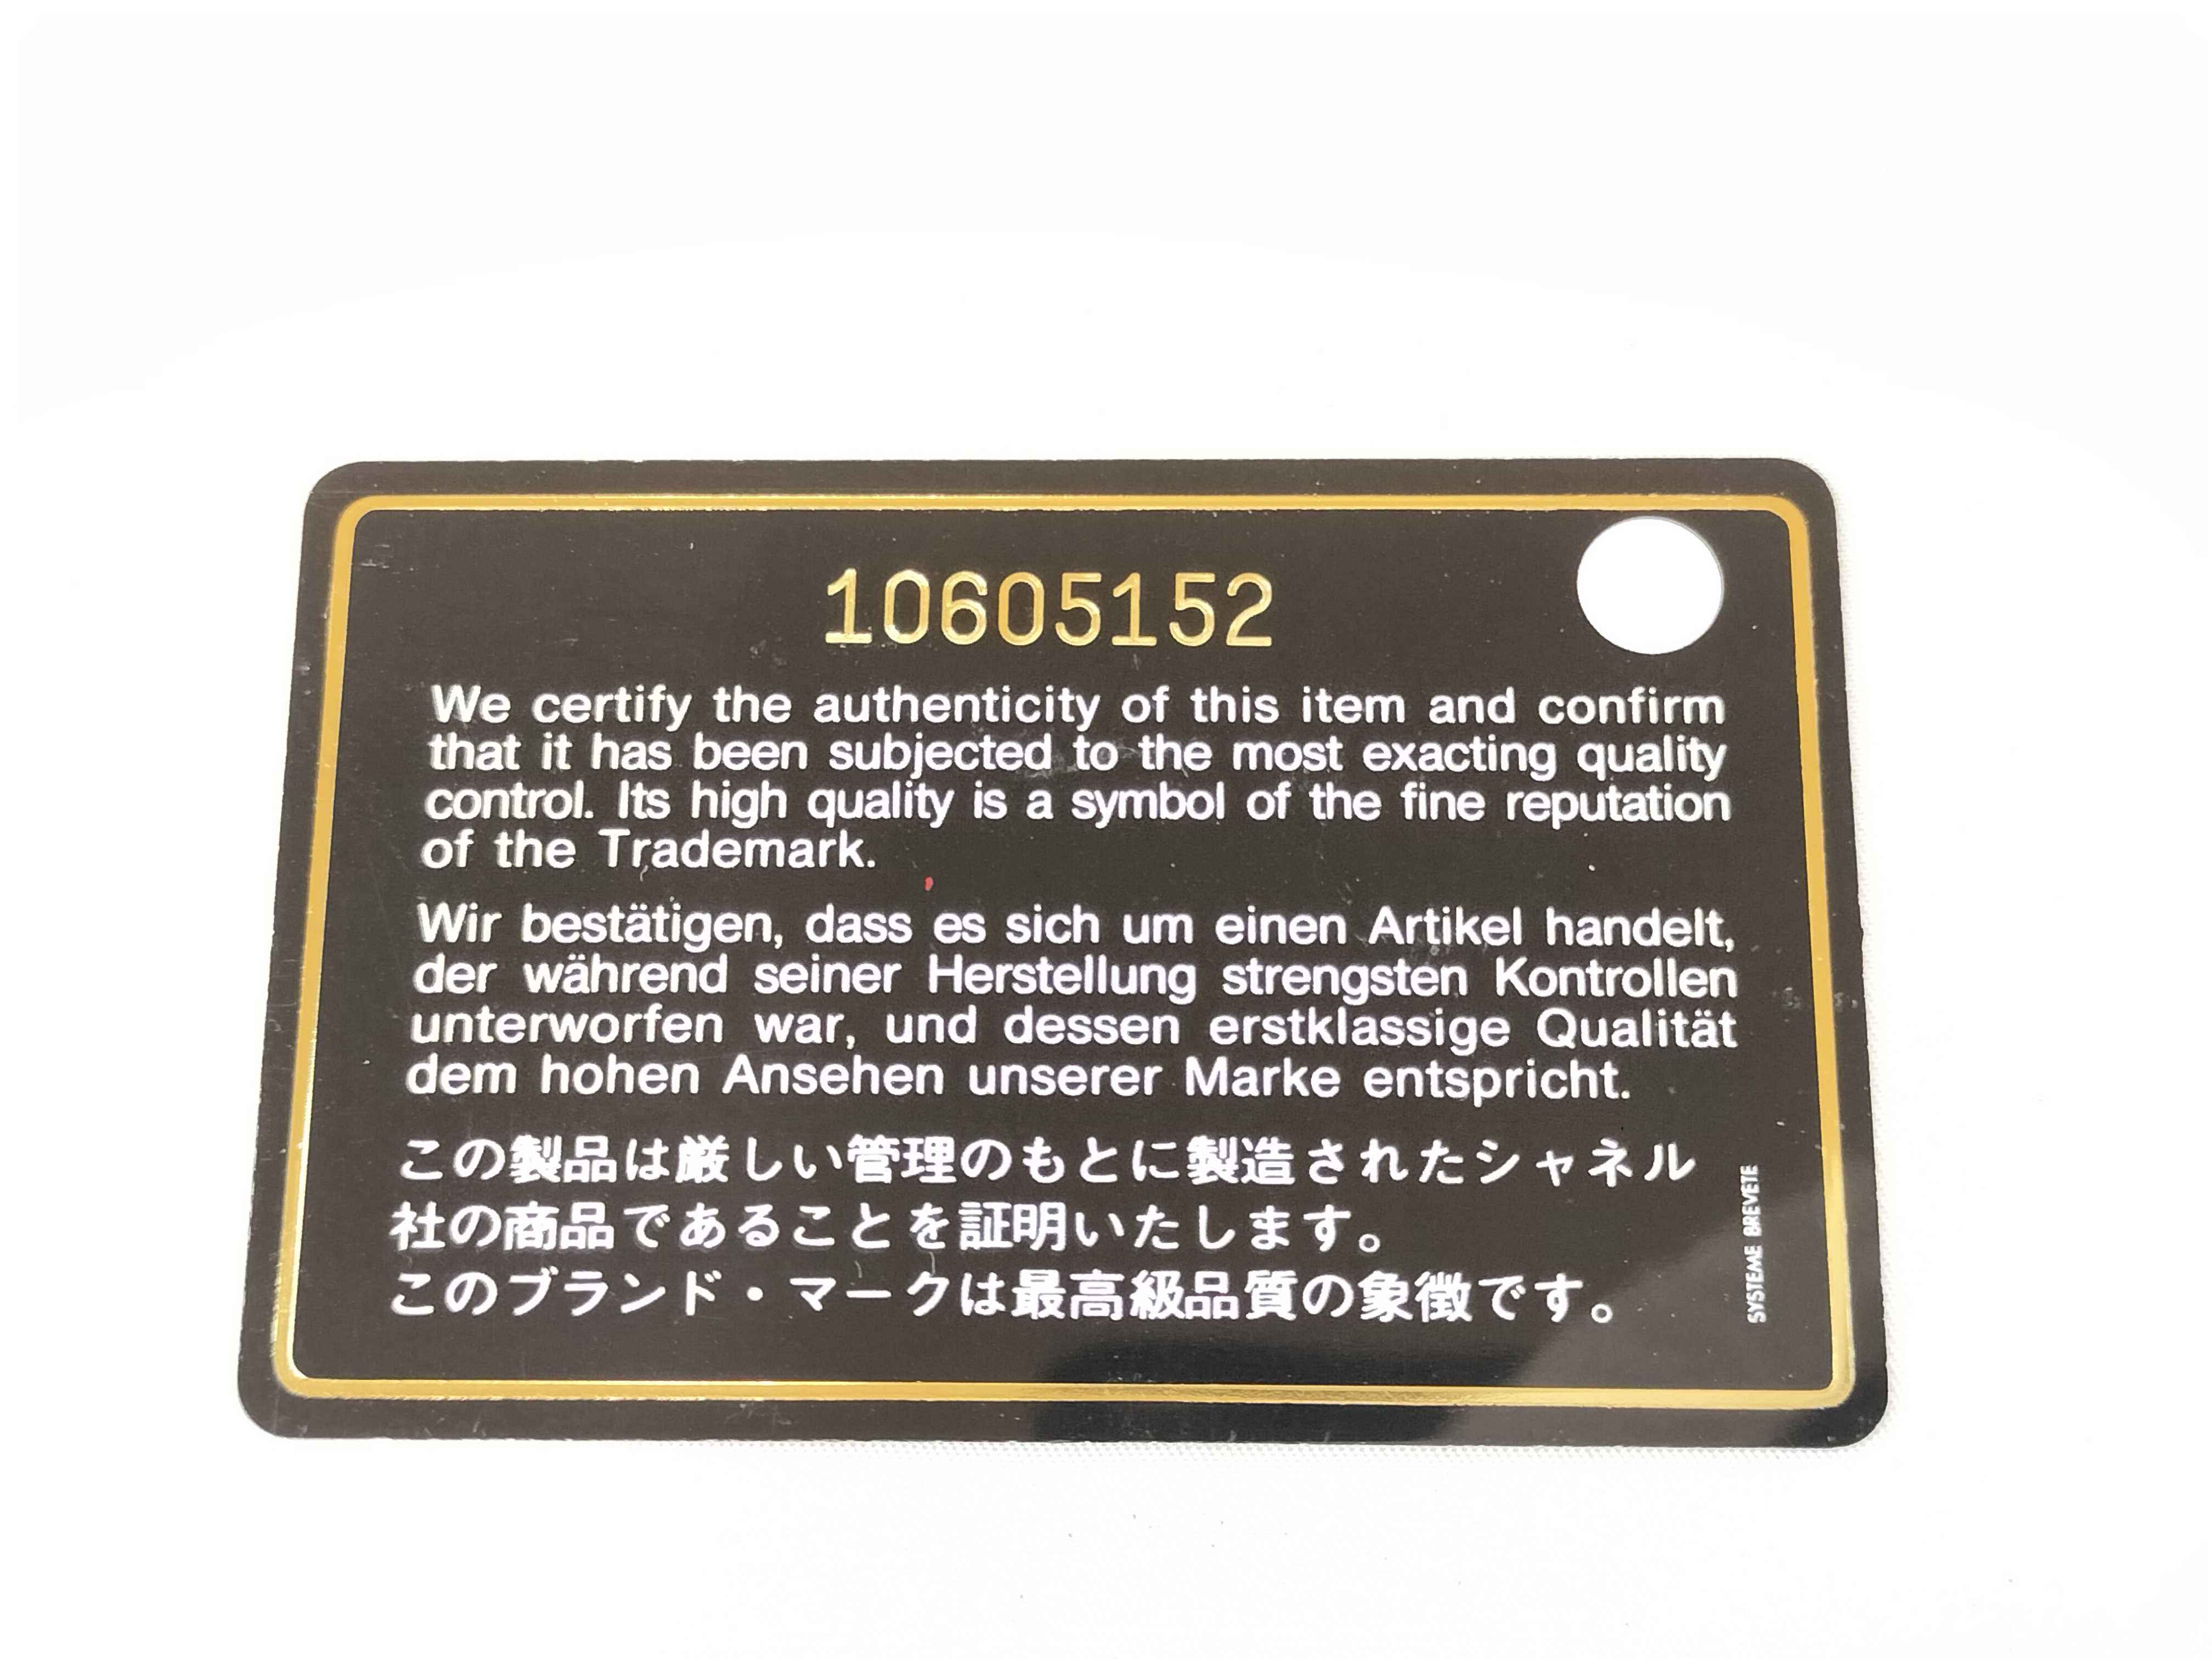 10605152
We certify the authenticity of this item and confirm
that it has been subjected to the most exacting quality
control. Its high quality is a symbol of the fine reputation
of the Trademark.
Wir bestätigen, dass es sich um einen Artikel handelt,
der während seiner Herstellung strengsten Kontrollen
unterworfen war, und dessen erstklassige Qualität
dem hohen Ansehen unserer Marke entspricht.
この製品は厳しい管理のもとに製造されたシャネル
社の商品であることを証明いたします。
このブランド・マークは最高級品質の象徴です。
SYSTEME BREVETE